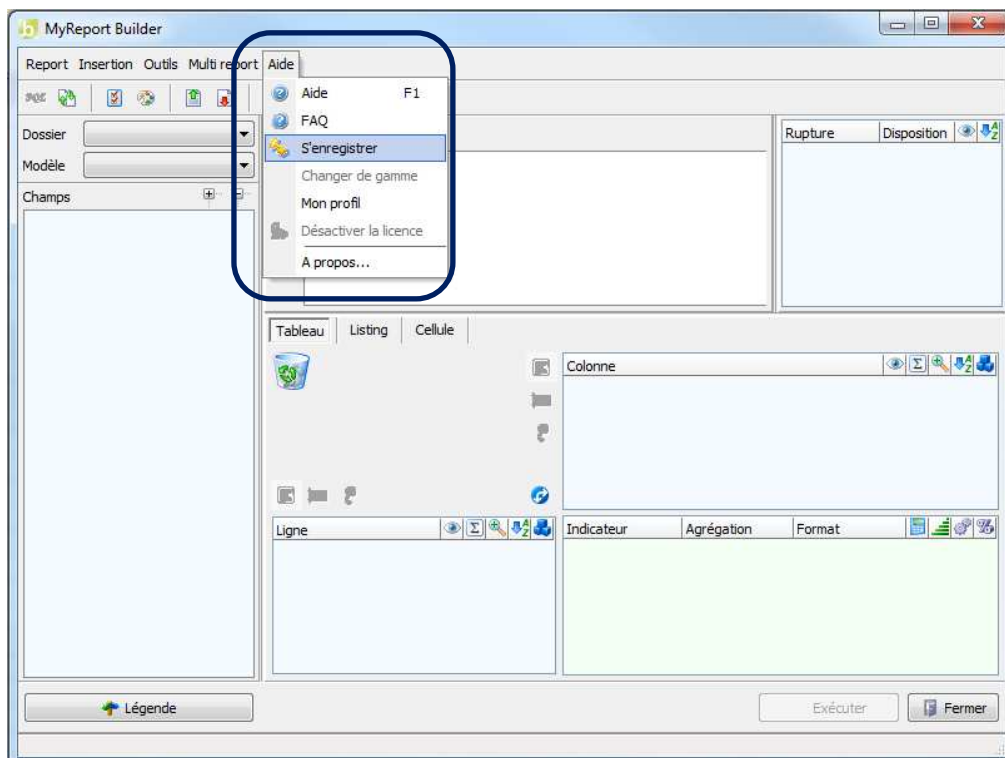 MyReport Builder
Report Insertion Outils Multi report Aide
SQL
Aide F1
FAQ
S'enregistrer
Changer de gamme
Mon profil
Désactiver la licence
A propos...
Dossier
Modèle
Champs
Rupture Disposition
Tableau Listing Cellule
Colonne
Ligne
Indicateur Agrégation Format
Légende
Exécuter Fermer